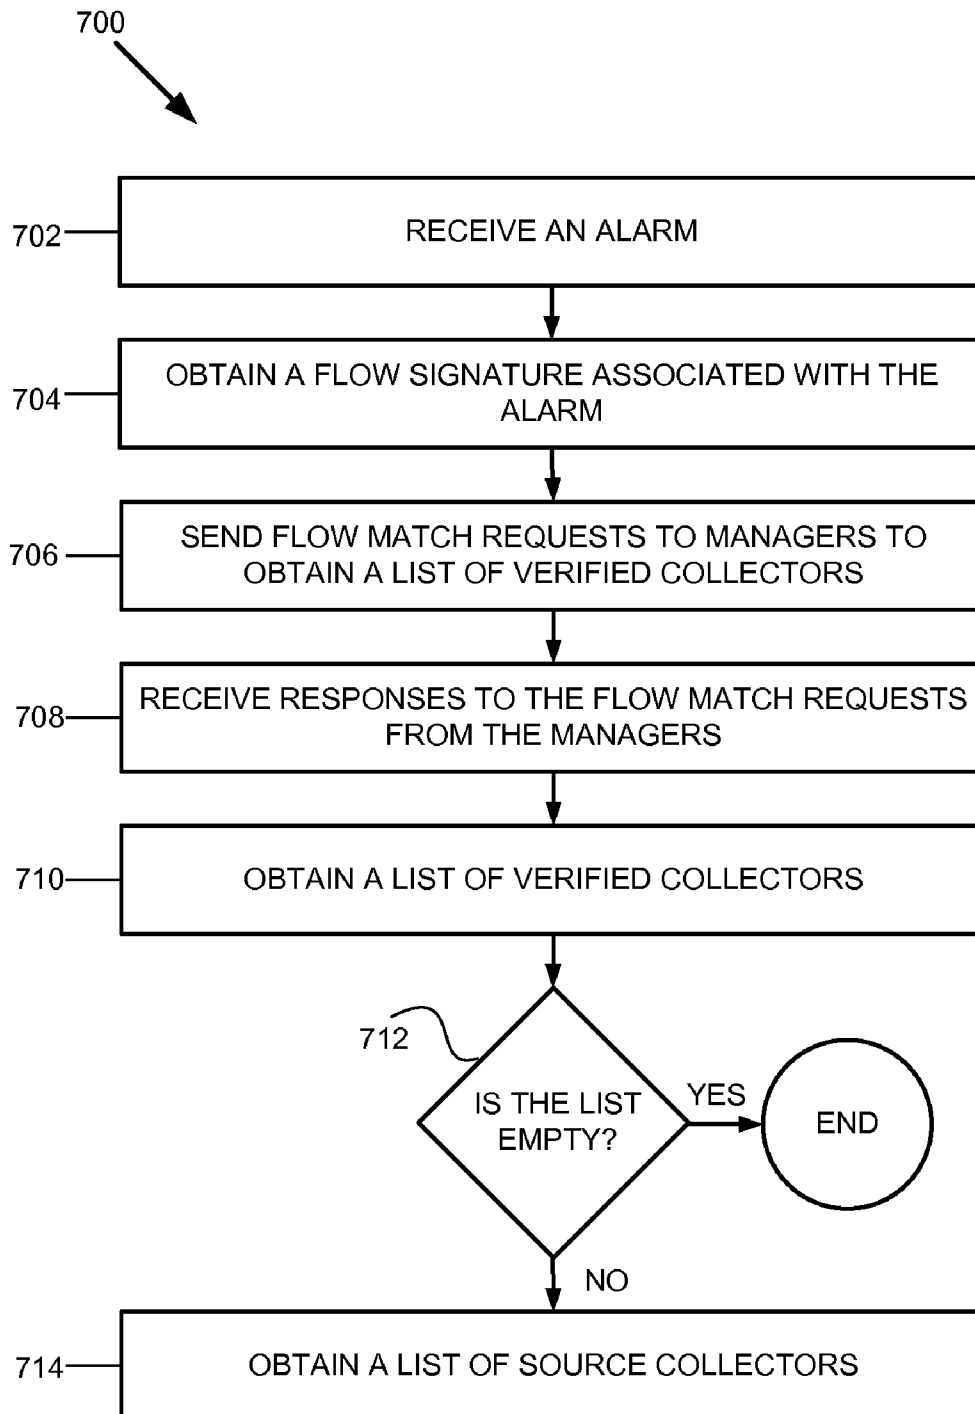 700
702
RECEIVE AN ALARM
704
OBTAIN A FLOW SIGNATURE ASSOCIATED WITH THE
ALARM
706
SEND FLOW MATCH REQUESTS TO MANAGERS TO
OBTAIN A LIST OF VERIFIED COLLECTORS
708
RECEIVE RESPONSES TO THE FLOW MATCH REQUESTS
FROM THE MANAGERS
710
OBTAIN A LIST OF VERIFIED COLLECTORS
712
IS THE LIST
EMPTY?
YES
END
NO
714
OBTAIN A LIST OF SOURCE COLLECTORS